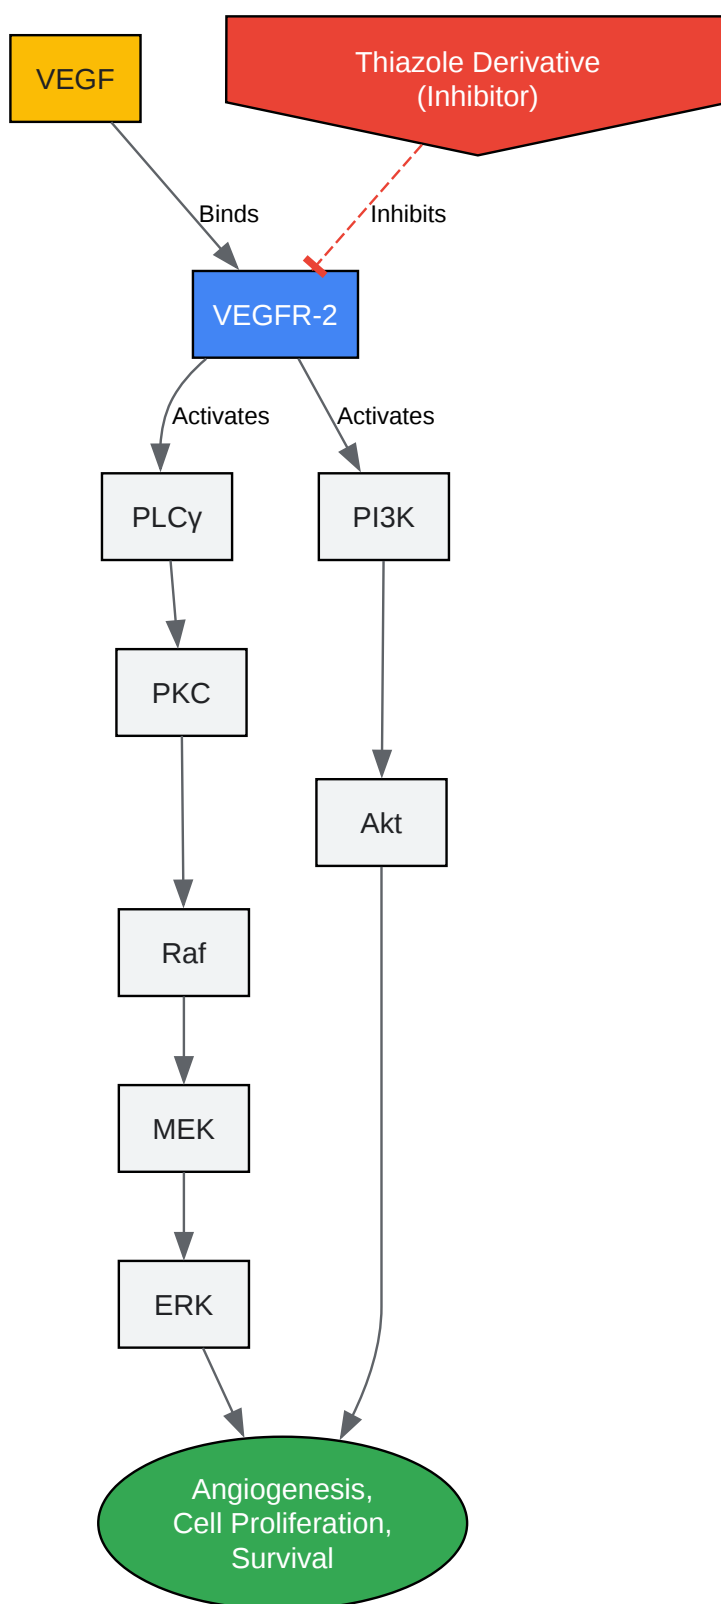 VEGF
Thiazole Derivative
(Inhibitor)
Binds
Inhibits
VEGFR-2
Activates
Activates
PLCγ
PI3K
PKC
Akt
Raf
MEK
ERK
Angiogenesis,
Cell Proliferation,
Survival